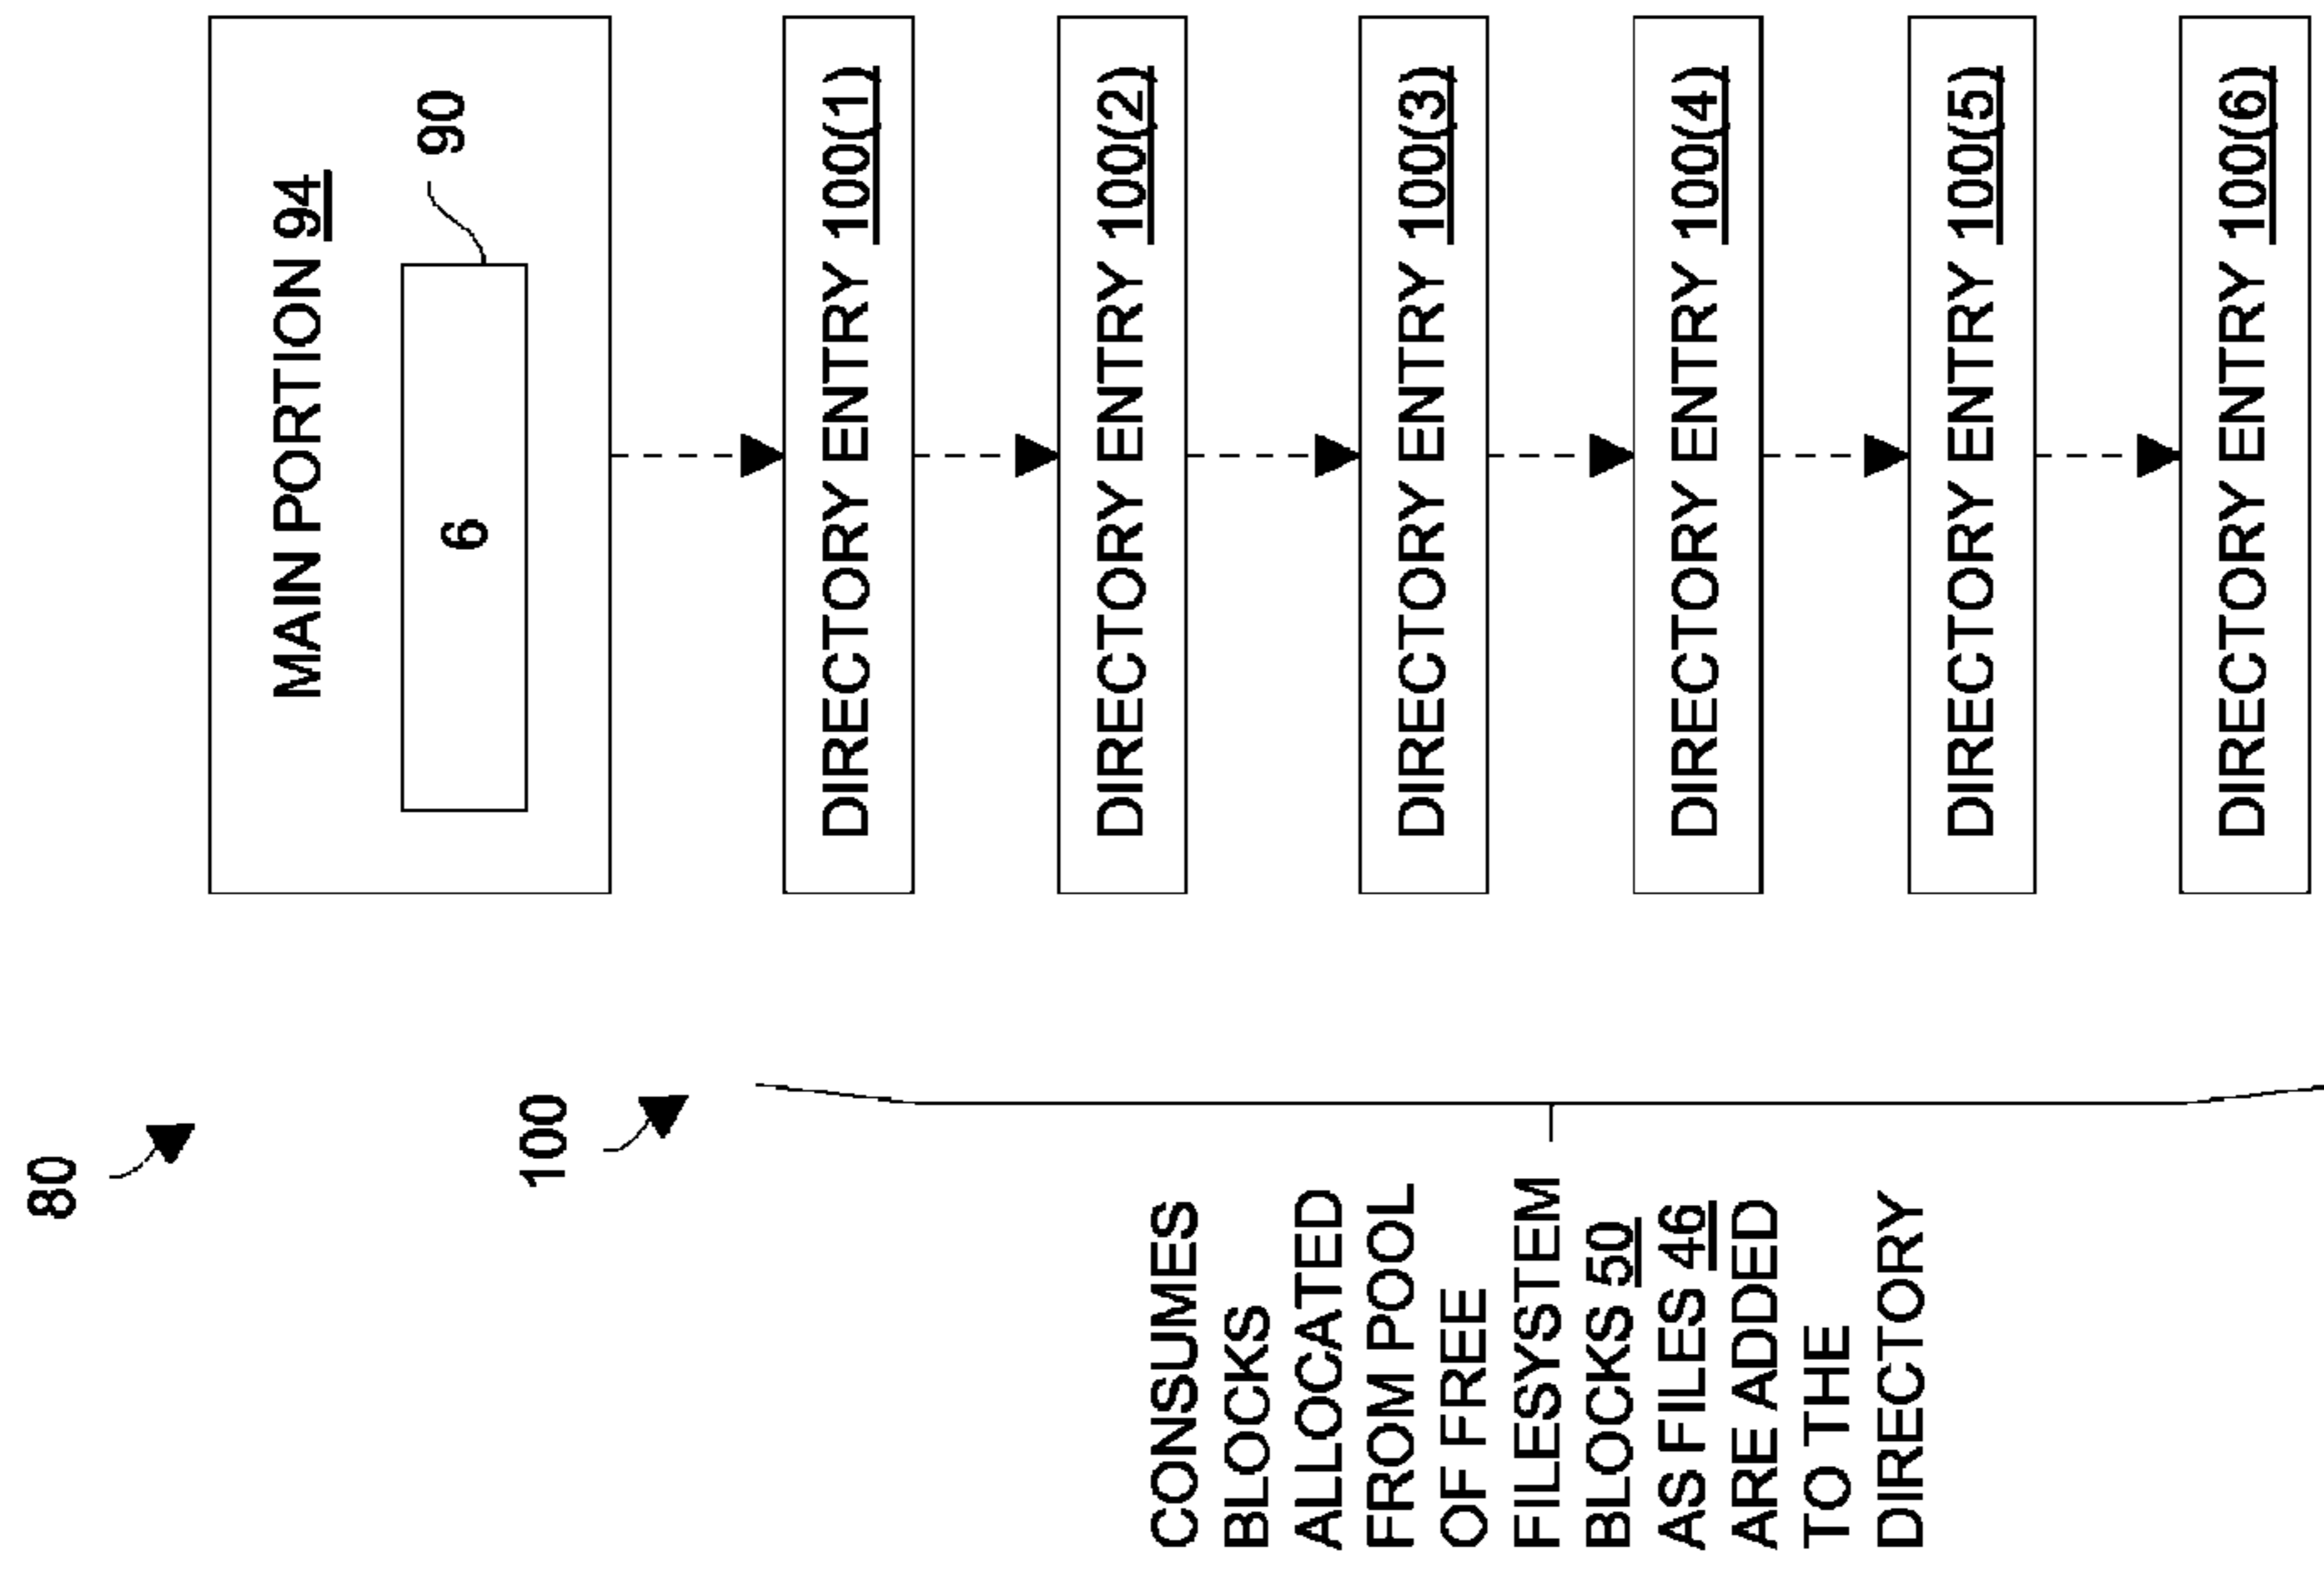 80
MAIN PORTION 94
90
6
100
DIRECTORY ENTRY 100(1)
DIRECTORY ENTRY 100(2)
DIRECTORY ENTRY 100(3)
DIRECTORY ENTRY 100(4)
DIRECTORY ENTRY 100(5)
DIRECTORY ENTRY 100(6)
CONSUMES
BLOCKS
ALLOCATED
FROM POOL
OF FREE
FILESYSTEM
BLOCKS 50
AS FILES 46
ARE ADDED
TO THE
DIRECTORY